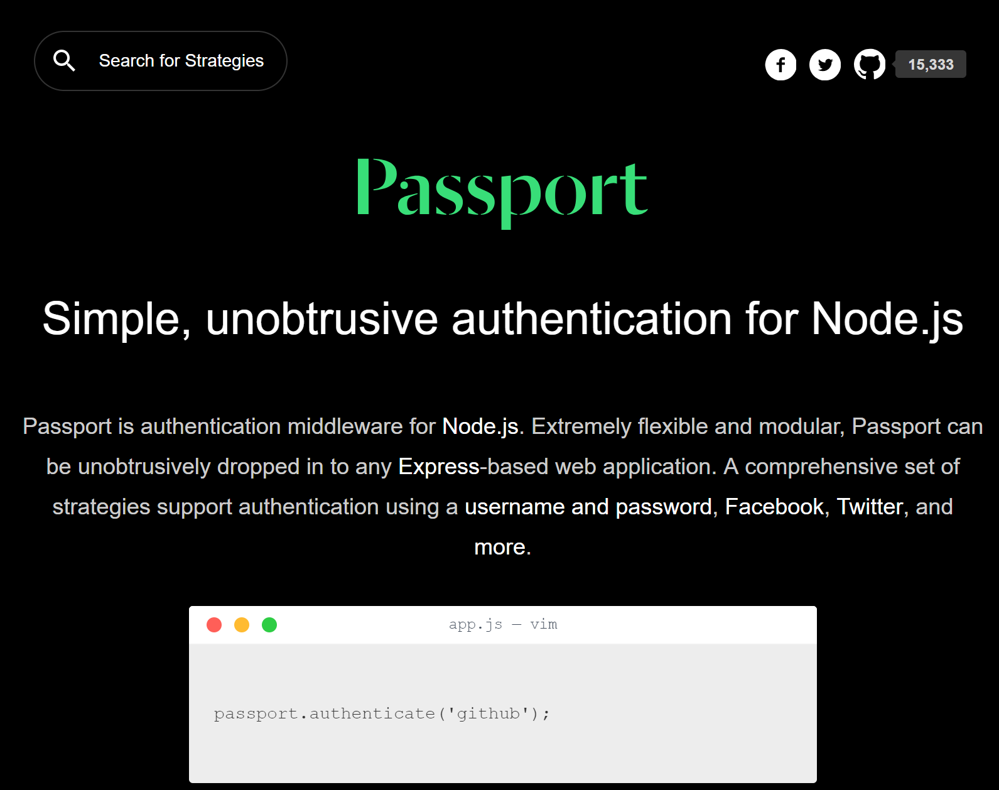 Search for Strategies
15,333
Passport
Simple, unobtrusive authentication for Node.js
Passport is authentication middleware for Node.js. Extremely flexible and modular, Passport can
be unobtrusively dropped in to any Express-based web application. A comprehensive set of
strategies support authentication using a username and password, Facebook, Twitter, and
more.
app.js — vim
passport.authenticate('github');